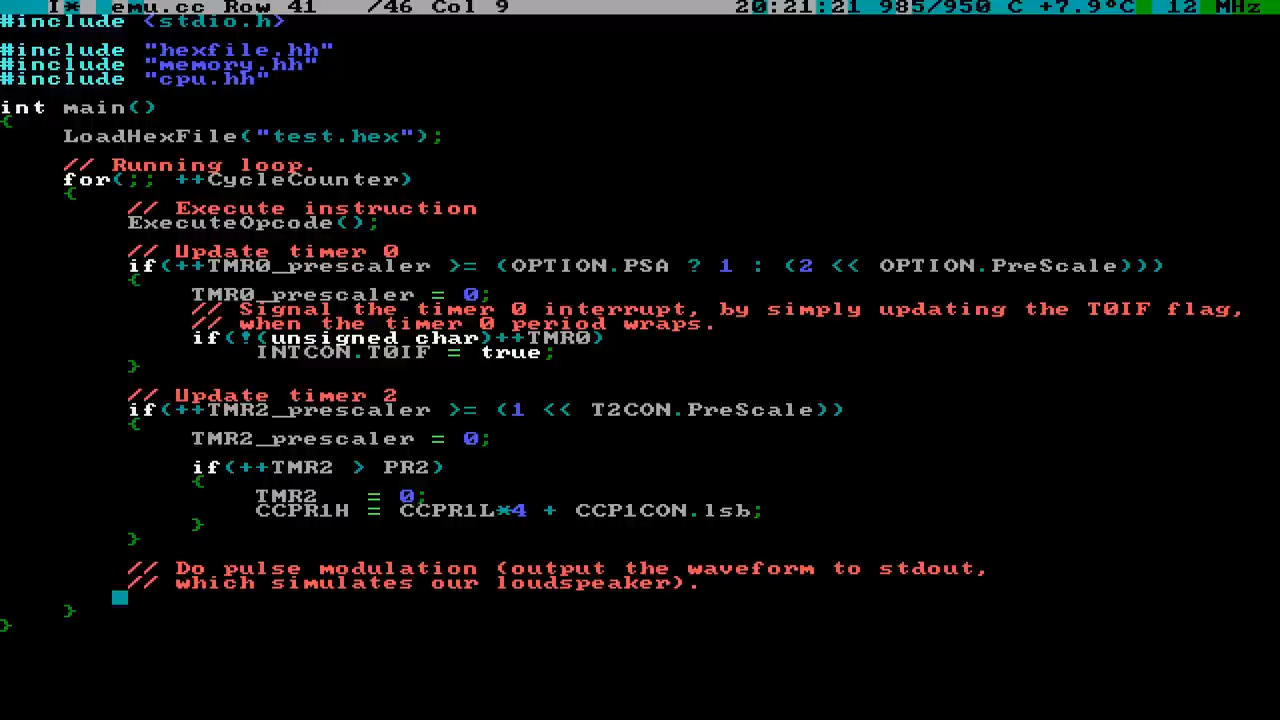 I* emu.cc Row 41 /46 Col 9 20:21:21 985/950 C +7.9°C 12 MHz
#include <stdio.h>
#include "hexfile.hh"
#include "memory.hh"
#include "cpu.hh"
int main()
{
LoadHexFile("test.hex");
// Running loop.
for(;; ++CycleCounter)
{
// Execute instruction
ExecuteOpcode();
// Update timer 0
if(++TMR0_prescaler >= (OPTION.PSA ? 1 : (2 << OPTION.PreScale)))
{
TMR0_prescaler = 0;
// Signal the timer 0 interrupt, by simply updating the T0IF flag,
// when the timer 0 period wraps.
if(!(unsigned char)++TMR0)
INTCON.T0IF = true;
}
// Update timer 2
if(++TMR2_prescaler >= (1 << T2CON.PreScale))
{
TMR2_prescaler = 0;
if(++TMR2 > PR2)
{
TMR2 = 0;
CCPR1H = CCPR1L*4 + CCP1CON.lsb;
}
}
// Do pulse modulation (output the waveform to stdout,
// which simulates our loudspeaker).
}
}